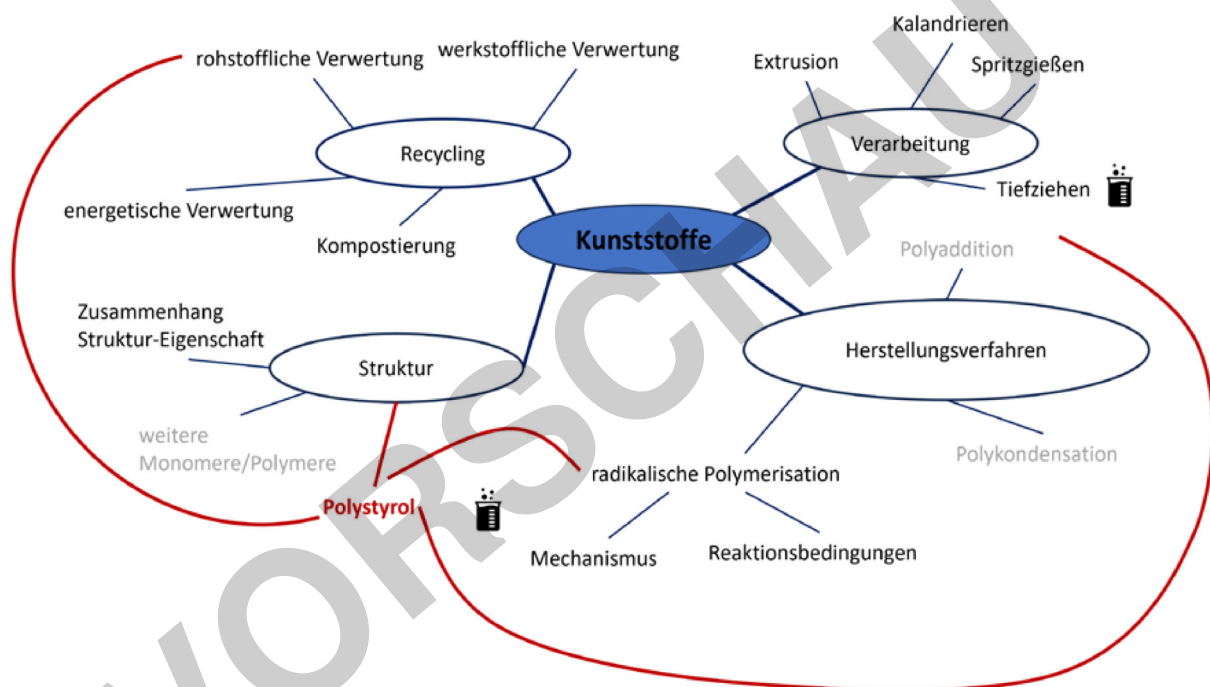 Kalandrieren
werkstoffliche Verwertung
rohstoffliche Verwertung
Extrusion
Spritzgießen
Recycling
Verarbeitung
energetische Verwertung
Tiefziehen
Kompostierung
Kunststoffe
Polyaddition
Zusammenhang
Struktur-Eigenschaft
Struktur
Herstellungsverfahren
weitere
Monomere/Polymere
Polykondensation
radikalische Polymerisation
Polystyrol
Mechanismus
Reaktionsbedingungen
VORSCHAU